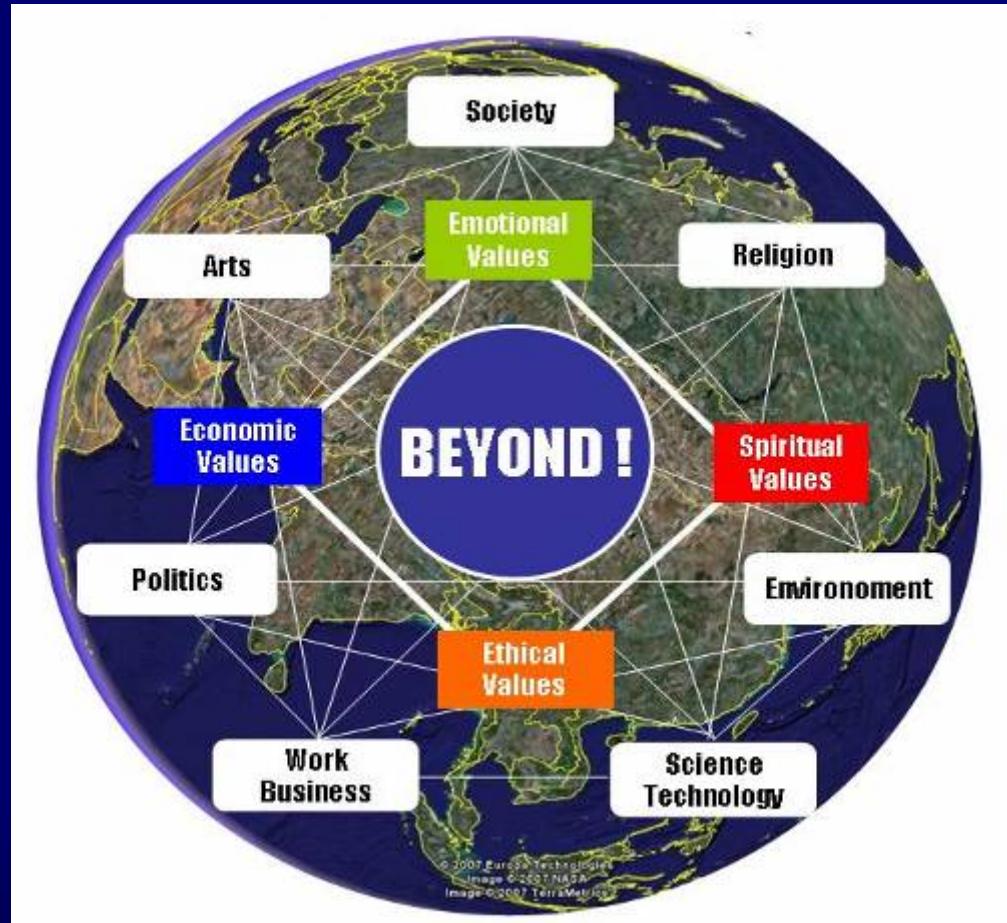 Society
Emotional
Values
Arts
Religion
Economic
Values
BEYOND !
Spiritual
Values
Politics
Environoment
Ethical
Values
Work
Business
Science
Technology
© 2007 Europa Technologies
Image © 2007 NASA
Image © 2007 TerraMetrics